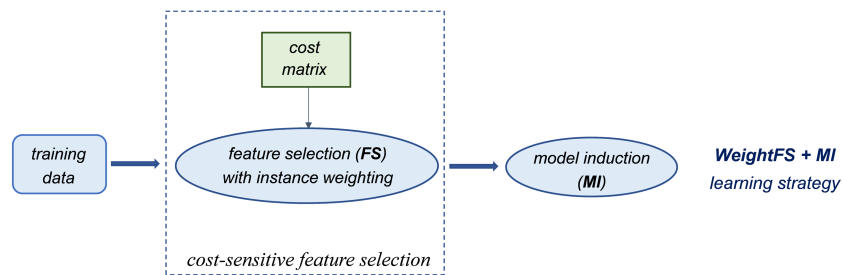 cost
matrix
training
data
feature selection (FS)
with instance weighting
model induction
(MI)
WeightFS + MI
learning strategy
cost-sensitive feature selection